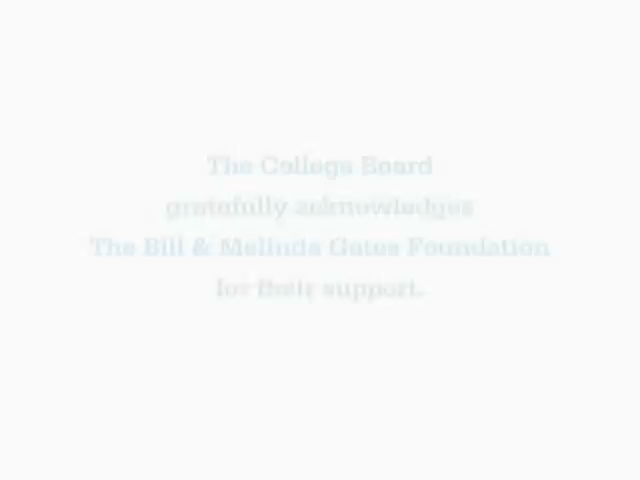 The College Board
gratefully acknowledges
The Bill & Melinda Gates Foundation
for their support.